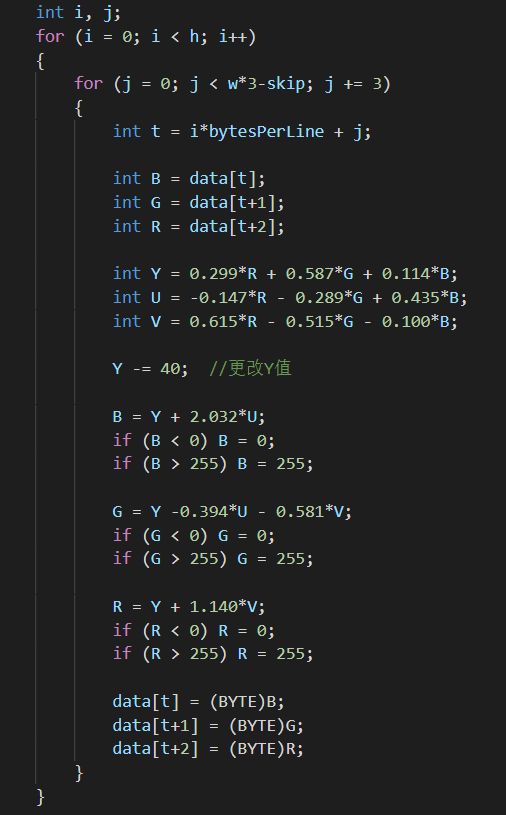 int i, j;
for (i = 0; i < h; i++)
{
for (j = 0; j < w*3-skip; j += 3)
{
int t = i*bytesPerLine + j;
int B = data[t];
int G = data[t+1];
int R = data[t+2];
int Y = 0.299*R + 0.587*G + 0.114*B;
int U = -0.147*R - 0.289*G + 0.435*B;
int V = 0.615*R - 0.515*G - 0.100*B;
Y -= 40;  //更改Y值
B = Y + 2.032*U;
if (B < 0) B = 0;
if (B > 255) B = 255;
G = Y -0.394*U - 0.581*V;
if (G < 0) G = 0;
if (G > 255) G = 255;
R = Y + 1.140*V;
if (R < 0) R = 0;
if (R > 255) R = 255;
data[t] = (BYTE)B;
data[t+1] = (BYTE)G;
data[t+2] = (BYTE)R;
}
}